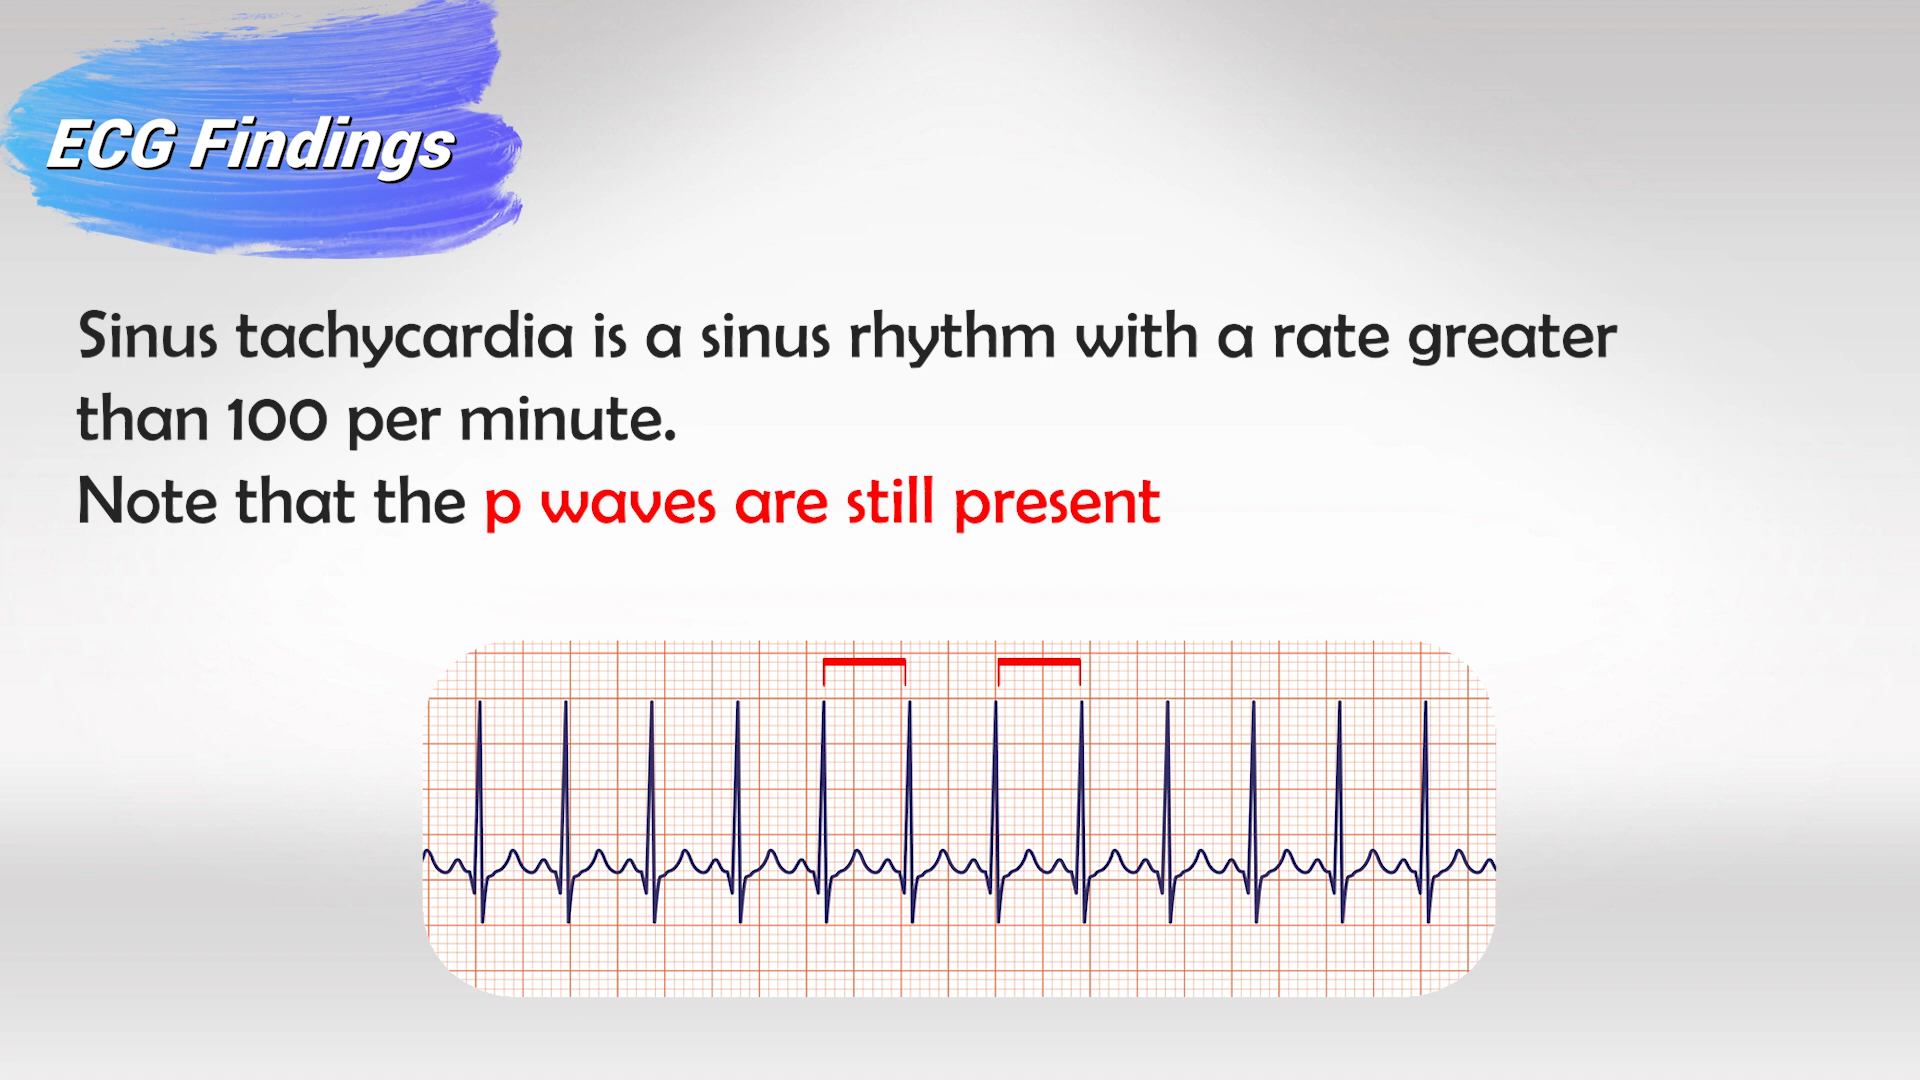 ECG Findings
Sinus tachycardia is a sinus rhythm with a rate greater
than 100 per minute.
Note that the p waves are still present